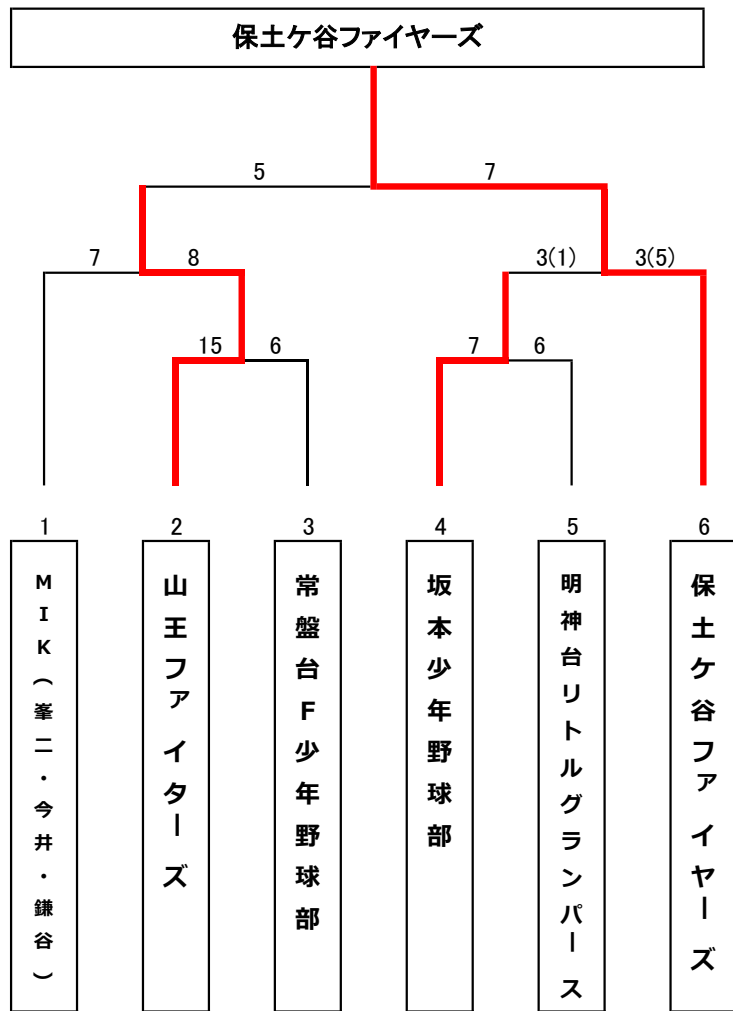 保土ケ谷ファイヤーズ
5
7
7
8
3(1)
3(5)
15
6
7
6
1
2
3
4
5
6
MIK（峯二・今井・鎌谷）
山王ファイターズ
常盤台F少年野球部
坂本少年野球部
明神台リトルグランパース
保土ケ谷ファイヤーズ